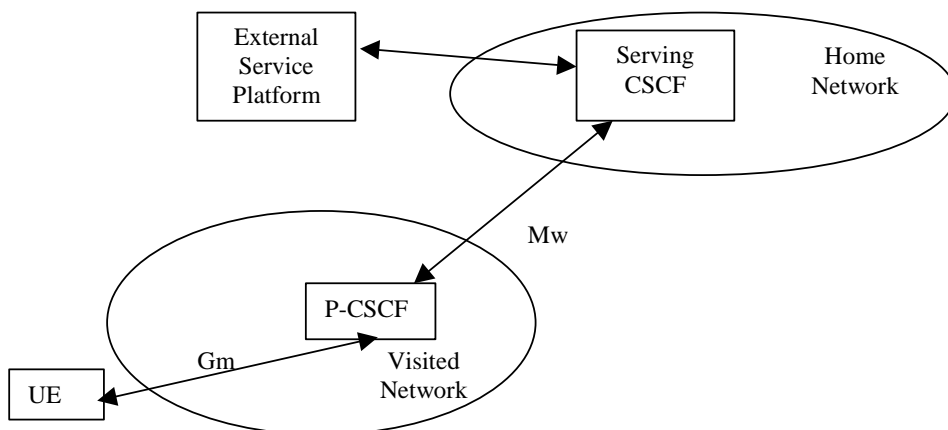 External
Service
Platform
Serving
CSCF
Home
Network
Mw
P-CSCF
Gm
Visited
Network
UE